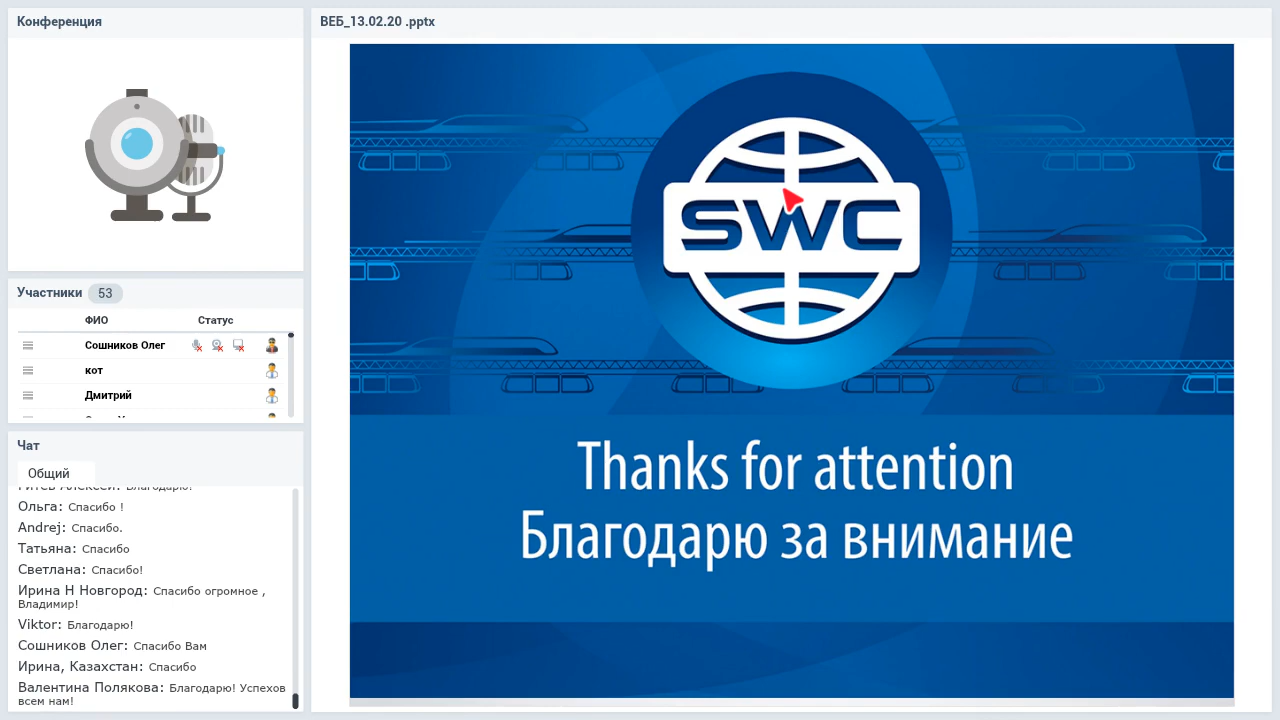 Конференция
Участники 53
ФИО Статус
Сошников Олег
кот
Дмитрий
Чат
Общий
Благодарю!
Ольга: Спасибо !
Andrej: Спасибо.
Татьяна: Спасибо
Светлана: Спасибо!
Ирина Н Новгород: Спасибо огромное ,
Владимир!
Viktor: Благодарю!
Сошников Олег: Спасибо Вам
Ирина, Казахстан: Спасибо
Валентина Полякова: Благодарю! Успехов
всем нам!
ВЕБ_13.02.20 .pptx
SWC
Thanks for attention
Благодарю за внимание